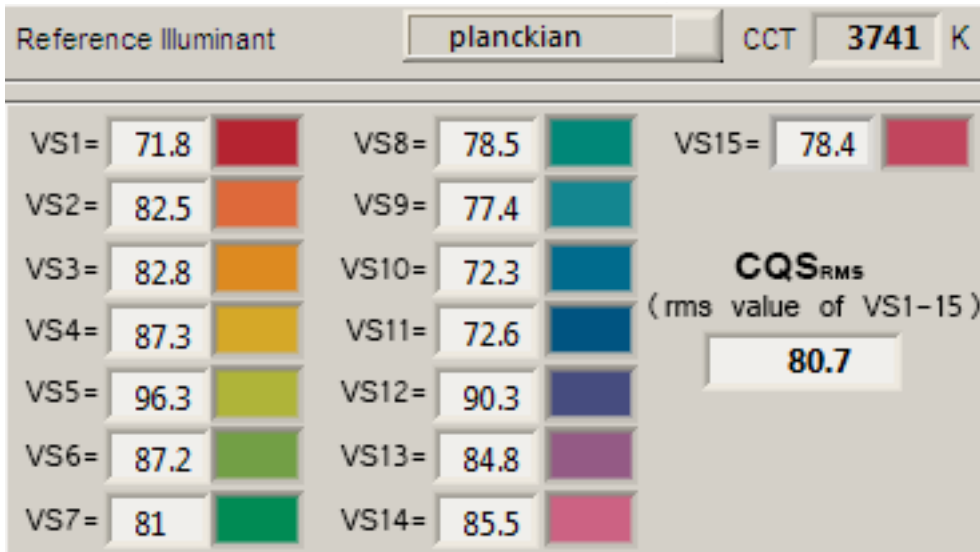 Reference Illuminant planckian CCT 3741 K
VS1= 71.8 VS8= 78.5 VS15= 78.4
VS2= 82.5 VS9= 77.4
VS3= 82.8 VS10= 72.3 CQSRMS
VS4= 87.3 VS11= 72.6 (rms value of VS1-15)
VS5= 96.3 VS12= 90.3 80.7
VS6= 87.2 VS13= 84.8
VS7= 81 VS14= 85.5